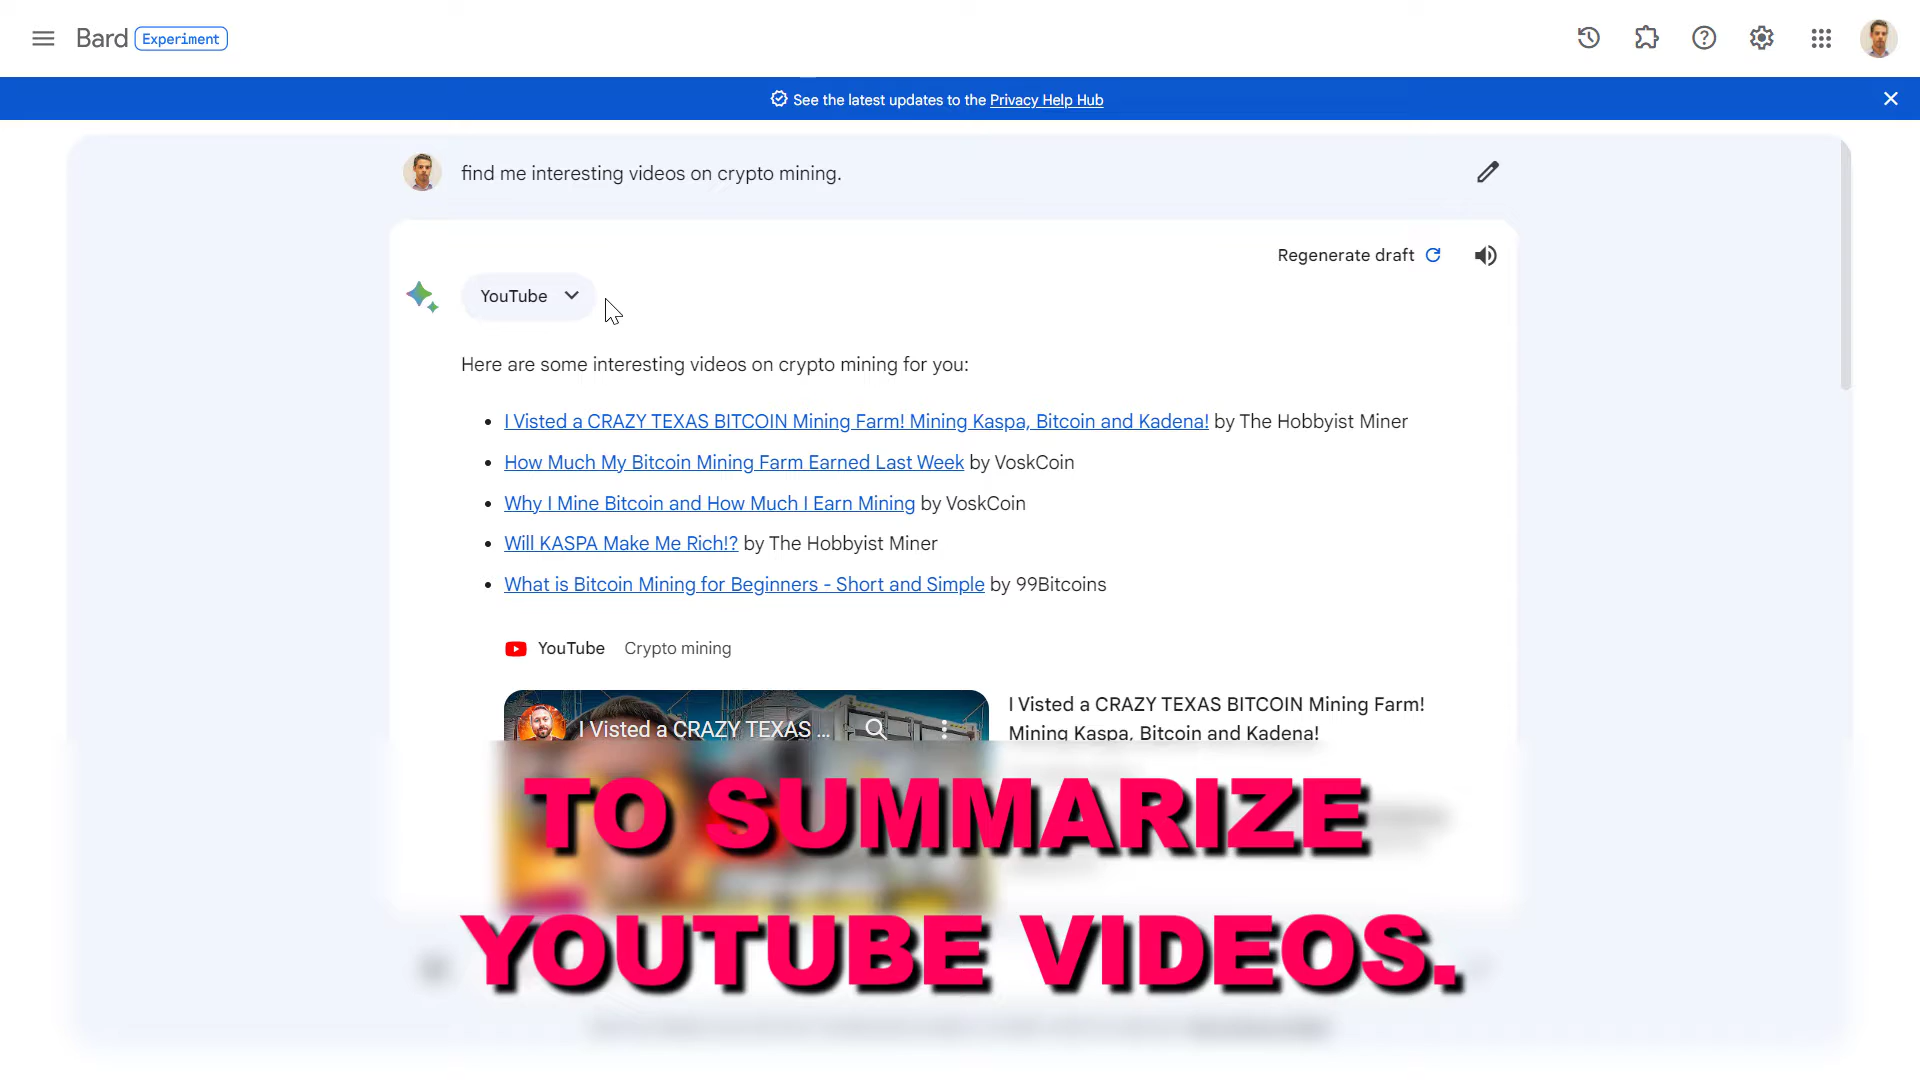 Bard Experiment
See the latest updates to the Privacy Help Hub
find me interesting videos on crypto mining.
Regenerate draft
YouTube
Here are some interesting videos on crypto mining for you:
I Visted a CRAZY TEXAS BITCOIN Mining Farm! Mining Kaspa, Bitcoin and Kadena! by The Hobbyist Miner
How Much My Bitcoin Mining Farm Earned Last Week by VoskCoin
Why I Mine Bitcoin and How Much I Earn Mining by VoskCoin
Will KASPA Make Me Rich!? by The Hobbyist Miner
What is Bitcoin Mining for Beginners - Short and Simple by 99Bitcoins
YouTube Crypto mining
I Visted a CRAZY TEXAS ...
I Visted a CRAZY TEXAS BITCOIN Mining Farm!
Mining Kaspa, Bitcoin and Kadena!
TO SUMMARIZE
YOUTUBE VIDEOS.